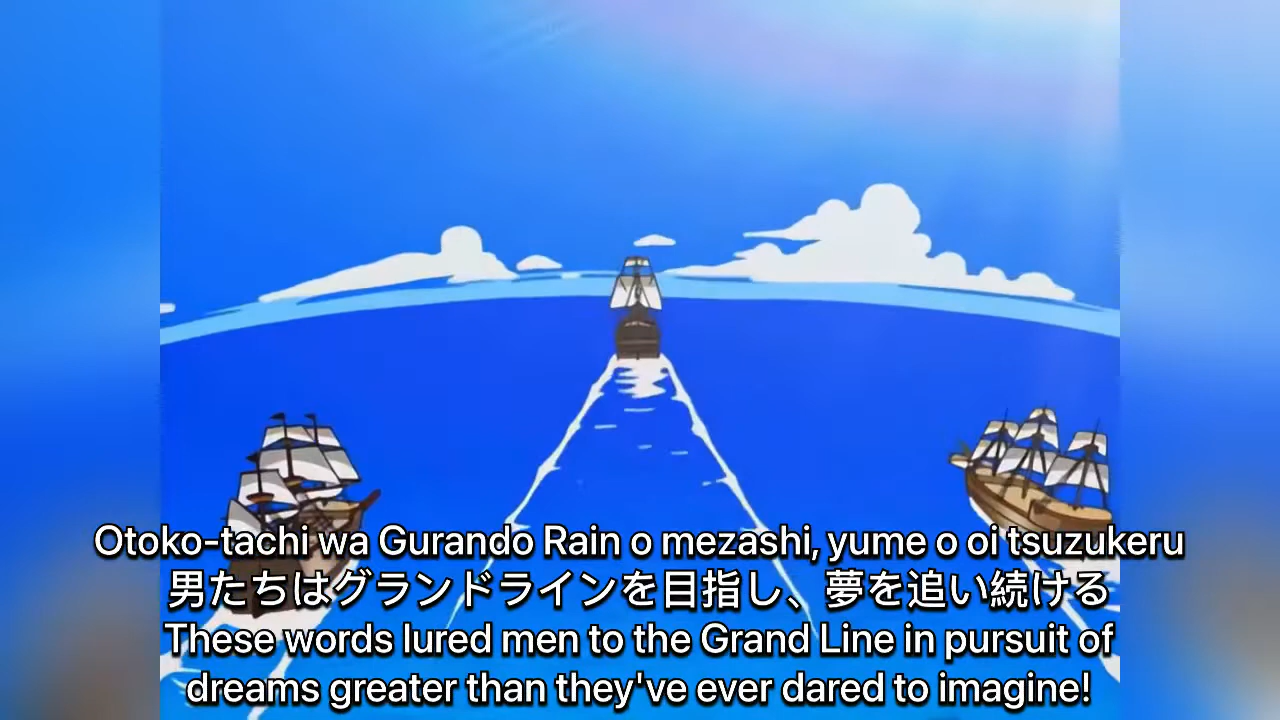 Otoko-tachi wa Gurando Rain o mezashi, yume o oi tsuzukeru
男たちはグランドラインを目指し、夢を追い続ける
These words lured men to the Grand Line in pursuit of
dreams greater than they've ever dared to imagine!